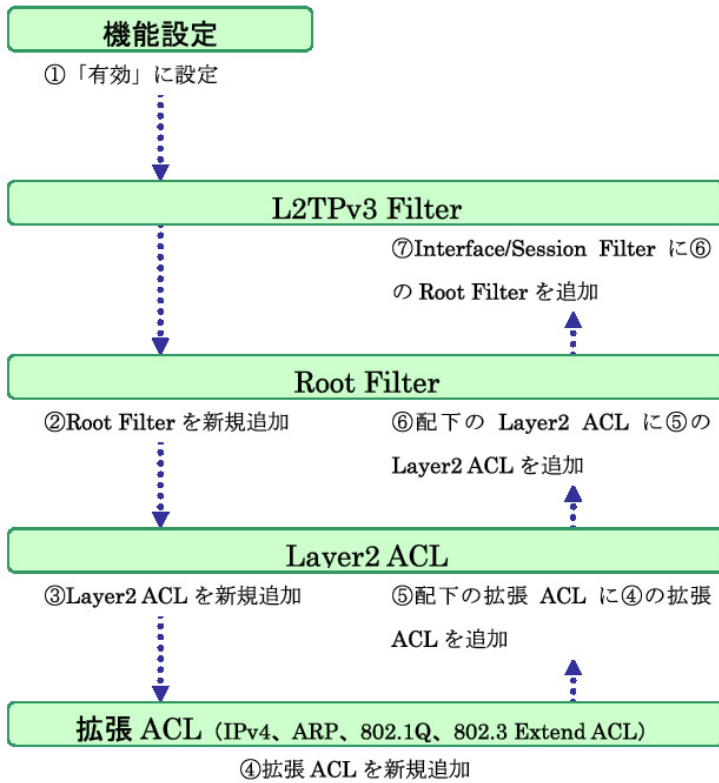 機能設定
①「有効」に設定
L2TPv3 Filter
⑦Interface/Session Filter に⑥
の Root Filter を追加
Root Filter
②Root Filter を新規追加
⑥配下の Layer2 ACL に⑤の
Layer2 ACL を追加
Layer2 ACL
③Layer2 ACL を新規追加
⑤配下の拡張 ACL に④の拡張
ACL を追加
拡張 ACL（IPv4、ARP、802.1Q、802.3 Extend ACL）
④拡張 ACL を新規追加